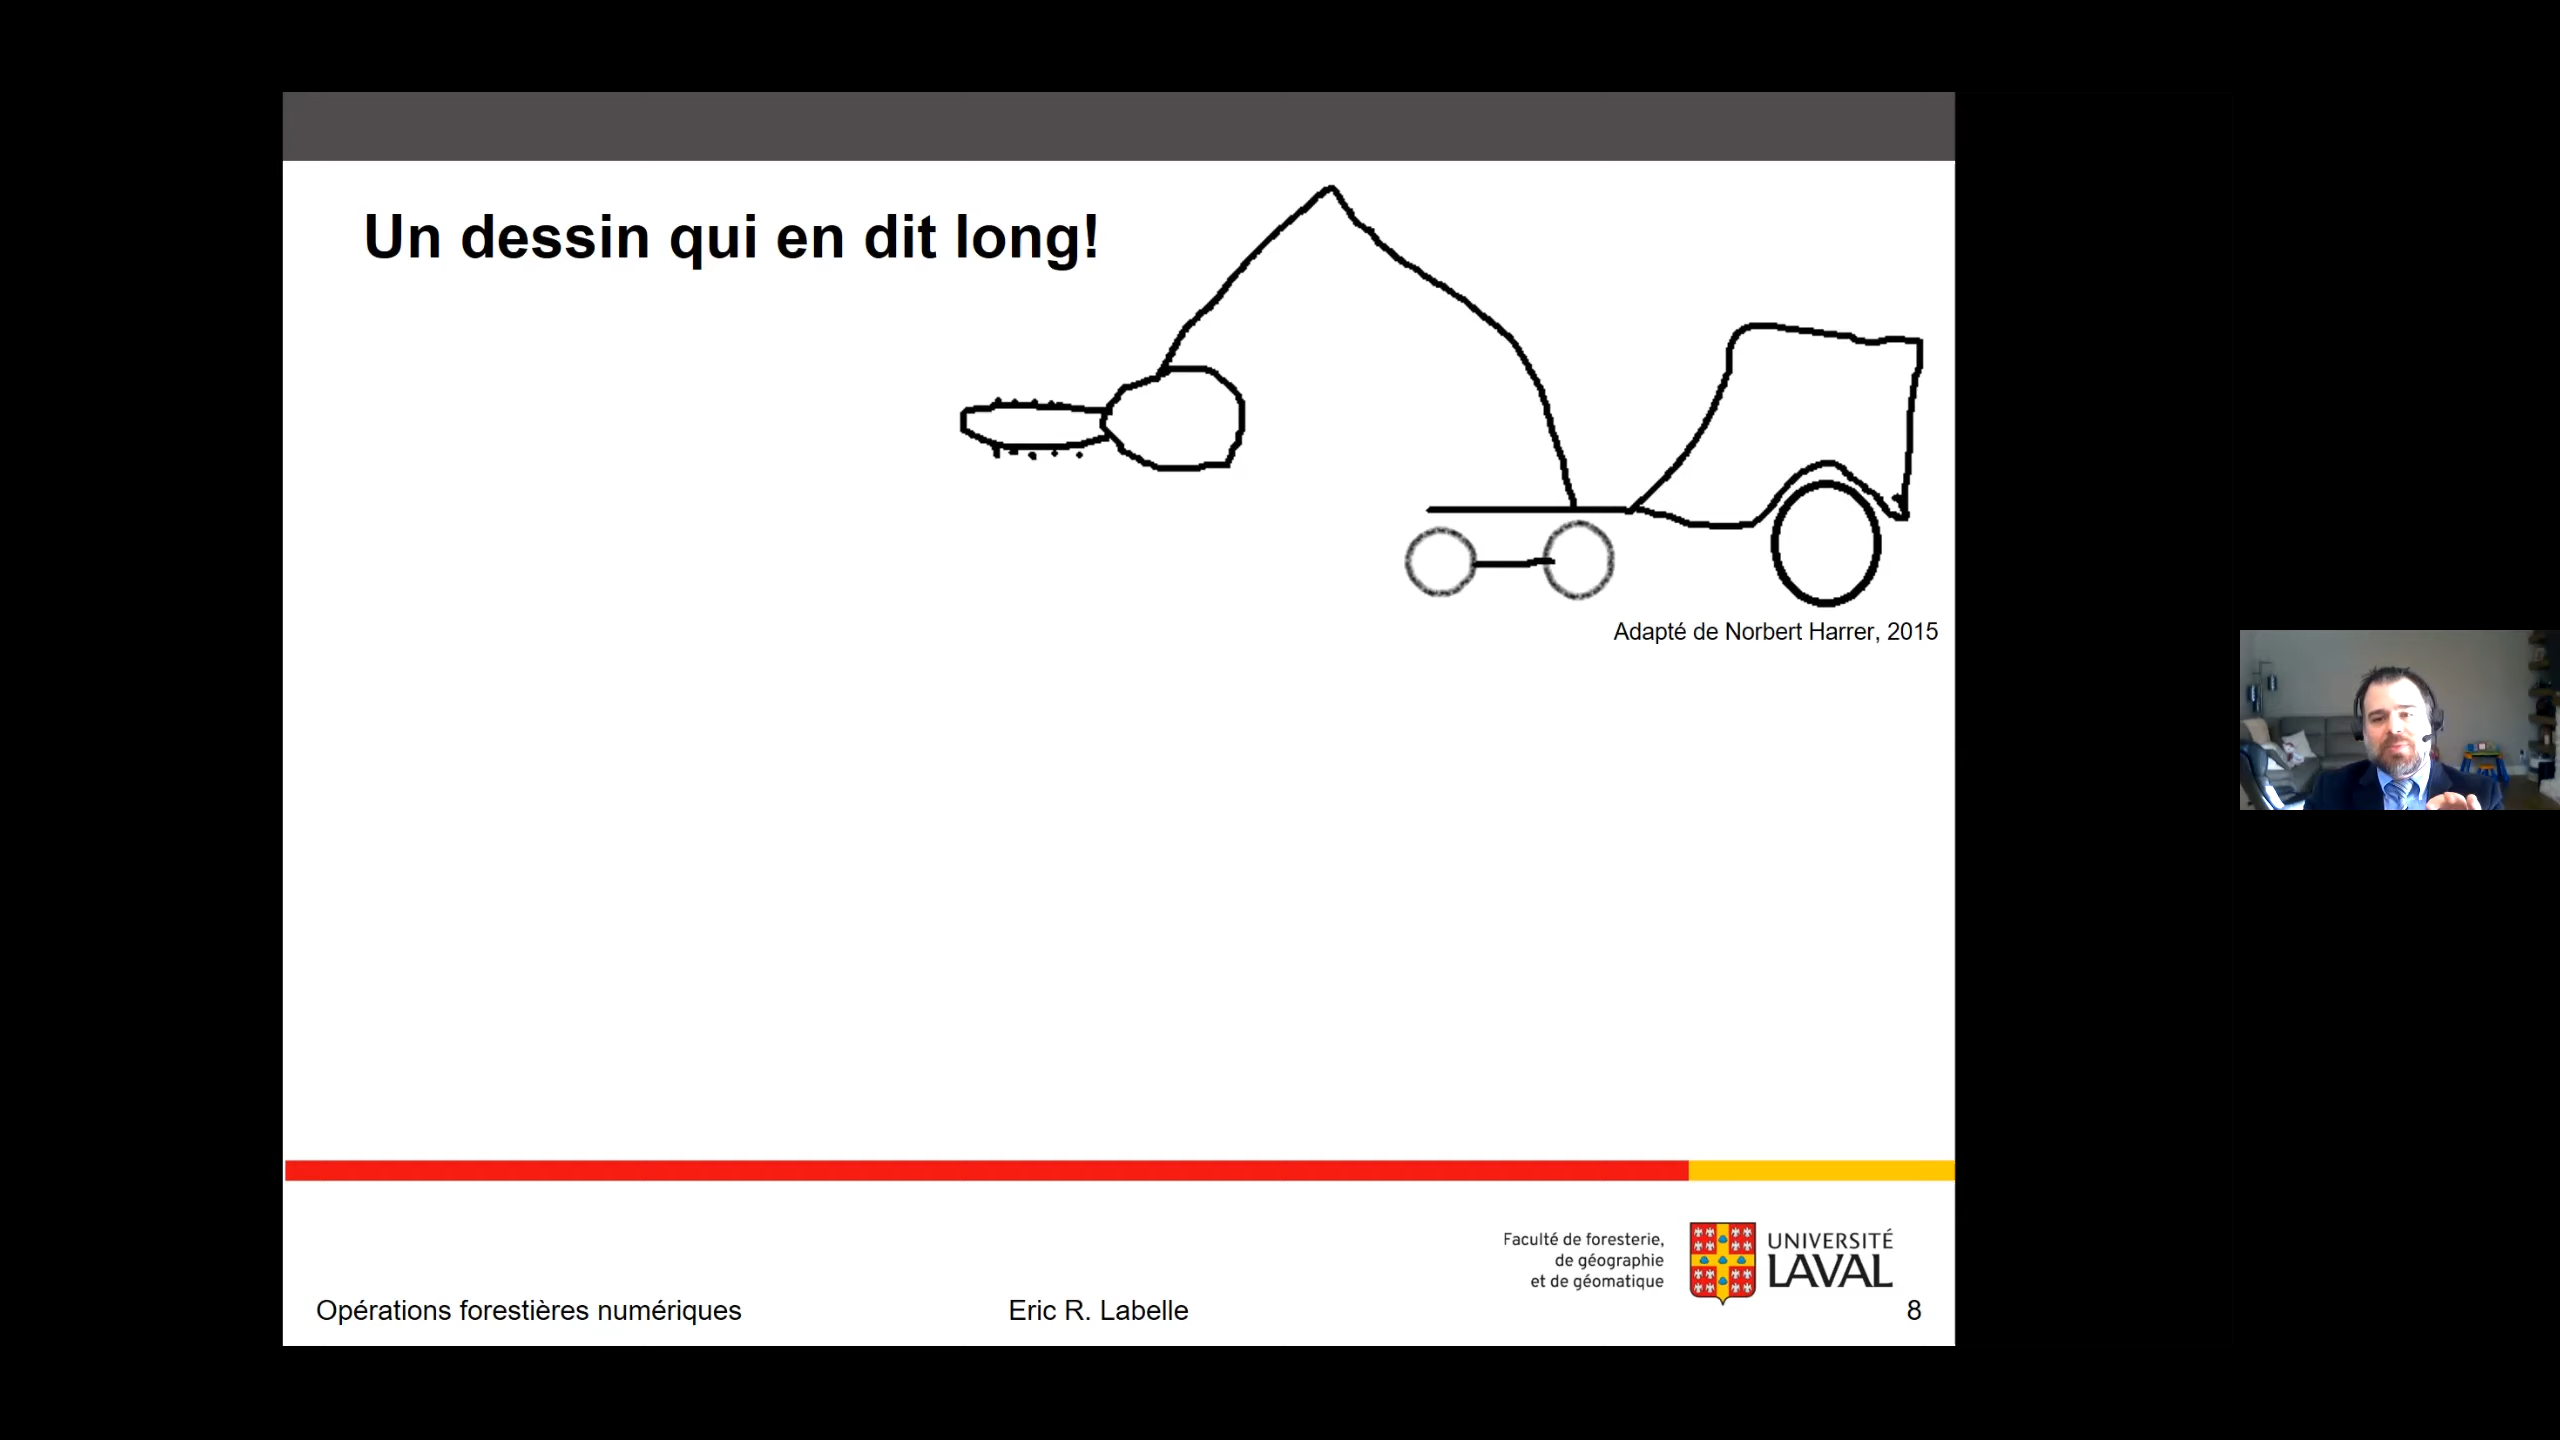 Un dessin qui en dit long!
Adapté de Norbert Harrer, 2015
Faculté de foresterie,
de géographie
et de géomatique
UNIVERSITÉ
LAVAL
Opérations forestières numériques
Eric R. Labelle
8